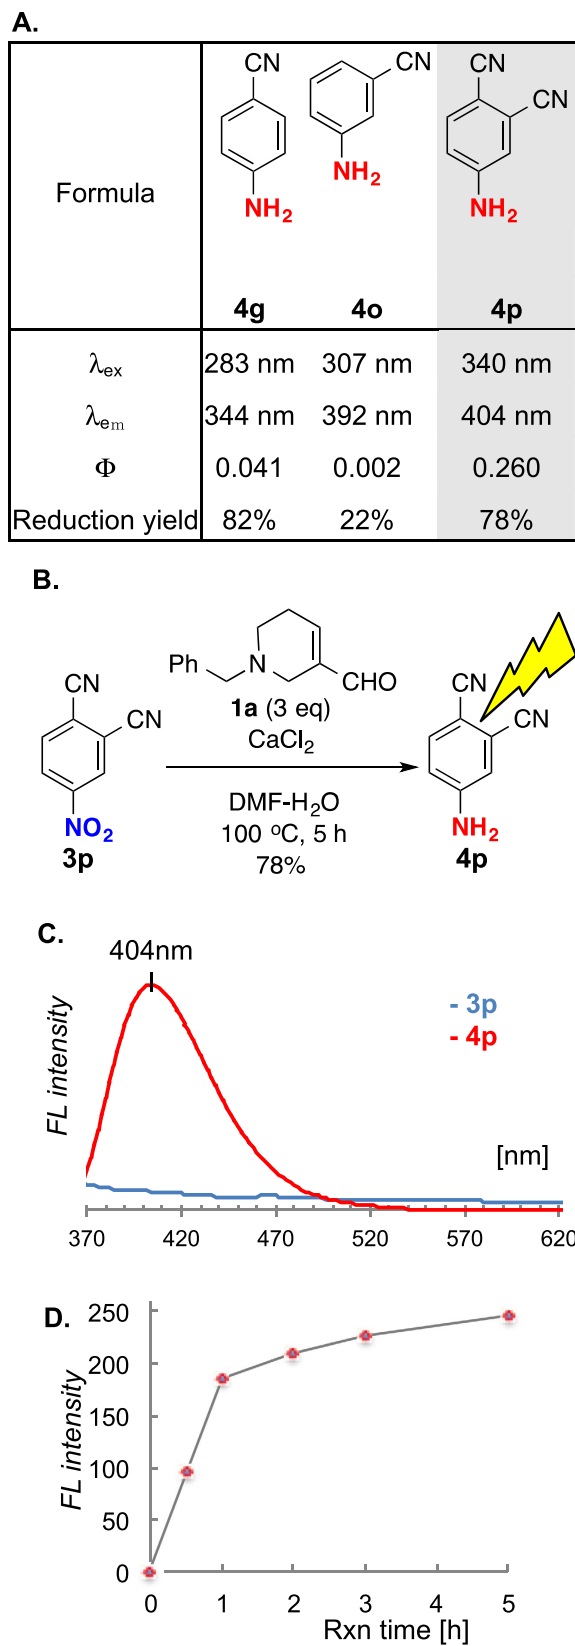 A.
CN
CN
CN
CN
Formula
NH2
NH2
NH2
4g 4o 4p
λex 283 nm 307 nm 340 nm
λem 344 nm 392 nm 404 nm
Φ 0.041 0.002 0.260
Reduction yield 82% 22% 78%
B.
CN
CN
NO2
3p
Ph
N
CHO
1a (3 eq)
CaCl2
DMF-H2O
100 ºC, 5 h
78%
CN
CN
NH2
4p
C.
404nm
- 3p
- 4p
FL intensity
[nm]
370 420 470 520 570 620
D.
250
200
150
100
50
0
FL intensity
0 1 2 3 4 5
Rxn time [h]